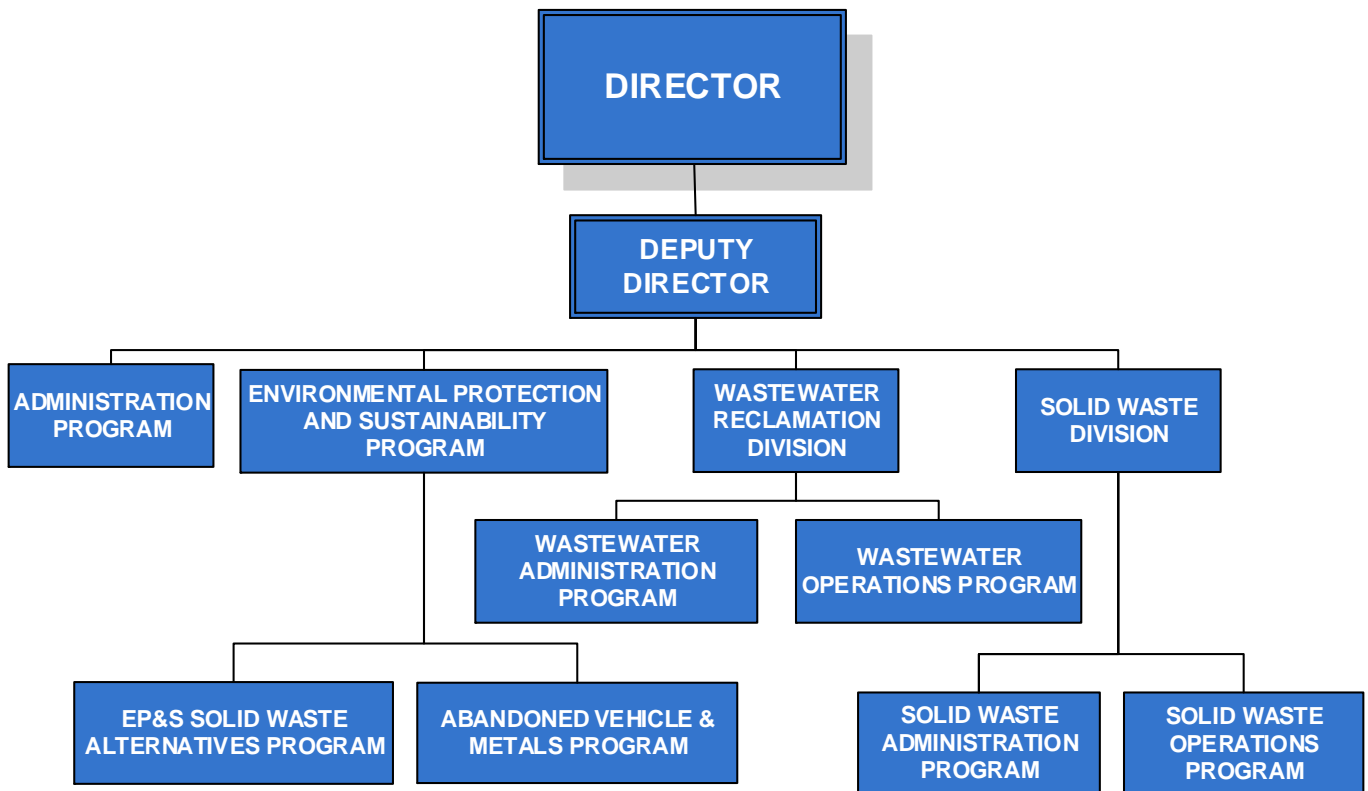 DIRECTOR
DEPUTY
DIRECTOR
ADMINISTRATION
PROGRAM
ENVIRONMENTAL PROTECTION
AND SUSTAINABILITY
PROGRAM
WASTEWATER
RECLAMATION
DIVISION
SOLID WASTE
DIVISION
WASTEWATER
ADMINISTRATION
PROGRAM
WASTEWATER
OPERATIONS PROGRAM
EP&S SOLID WASTE
ALTERNATIVES PROGRAM
ABANDONED VEHICLE &
METALS PROGRAM
SOLID WASTE
ADMINISTRATION
PROGRAM
SOLID WASTE
OPERATIONS
PROGRAM